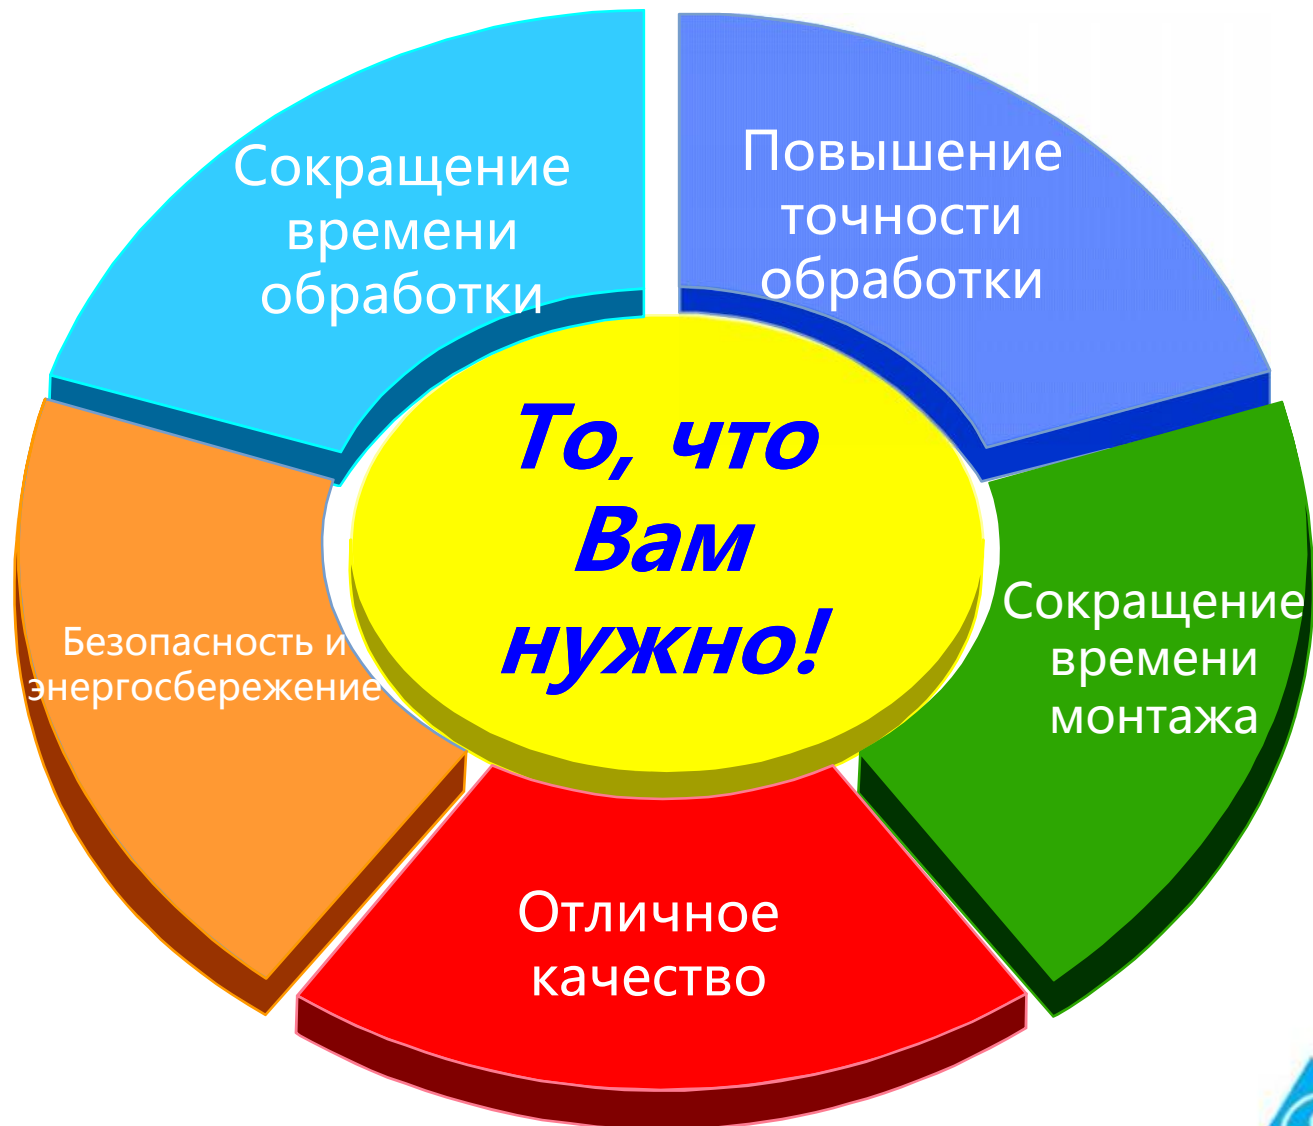 Сокращение
времени
обработки
Повышение
точности
обработки
То, что
Вам
нужно!
Сокращение
времени
монтажа
Безопасность и
энергосбережение
Отличное
качество